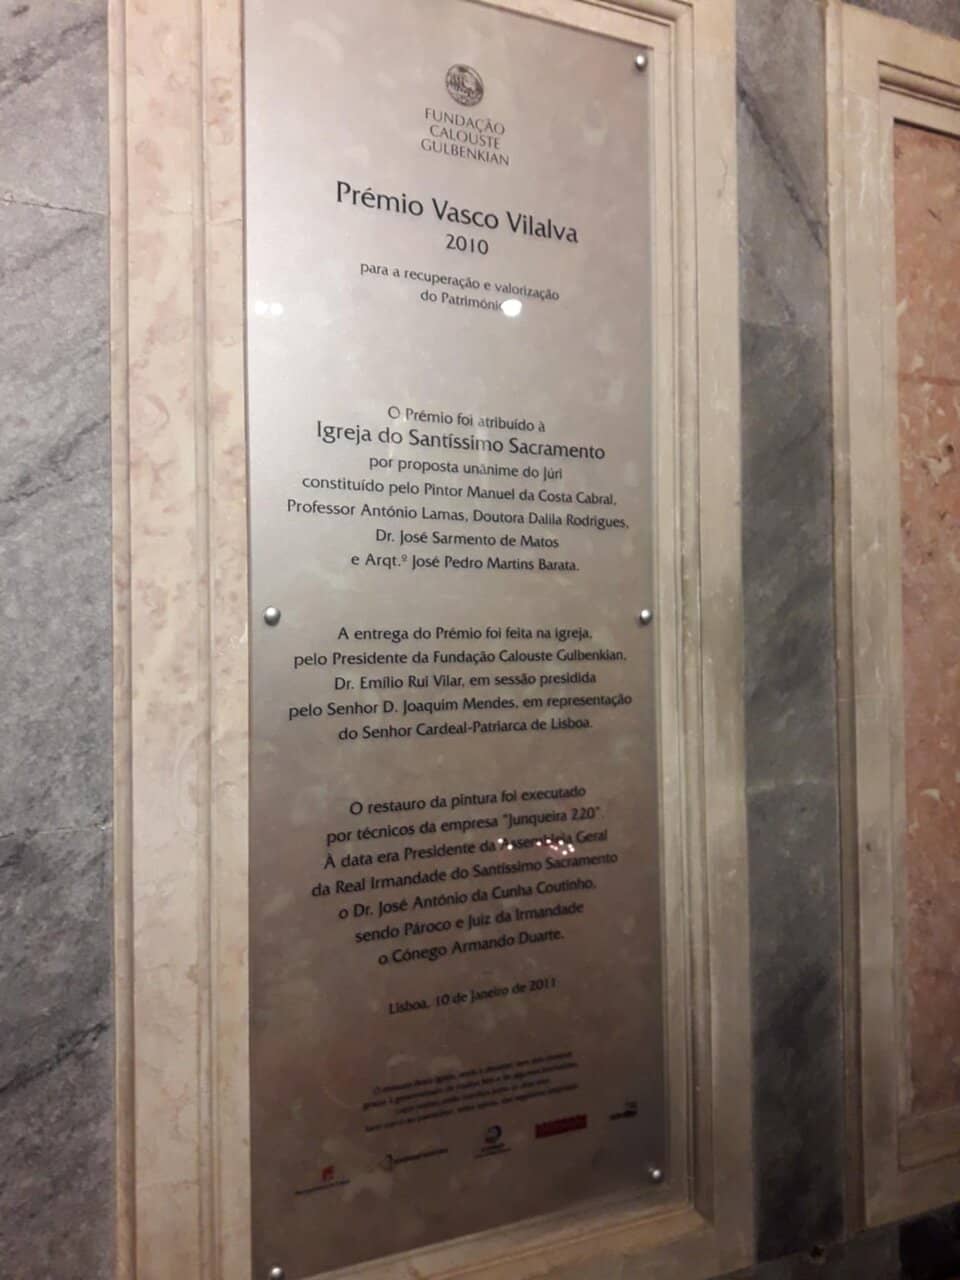 FUNDAÇÃO
CALOUSTE
GULBENKIAN
Prémio Vasco Vilalva
2010
para a recuperação e valorização
do Património
O Prémio foi atribuído à
Igreja do Santíssimo Sacramento
por proposta unânime do Júri
constituído pelo Pintor Manuel da Costa Cabral,
Professor António Lamas, Doutora Dalila Rodrigues,
Dr. José Sarmento de Matos
e Arqt.º José Pedro Martins Barata.
A entrega do Prémio foi feita na igreja,
pelo Presidente da Fundação Calouste Gulbenkian,
Dr. Emílio Rui Vilar, em sessão presidida
pelo Senhor D. Joaquim Mendes, em representação
do Senhor Cardeal-Patriarca de Lisboa.
O restauro da pintura foi executado
por técnicos da empresa "Junqueira 220".
À data era Presidente da Assembleia Geral
da Real Irmandade do Santíssimo Sacramento
o Dr. José António da Cunha Coutinho,
sendo Pároco e Juiz da Irmandade
o Cónego Armando Duarte.
Lisboa, 10 de Janeiro de 2011